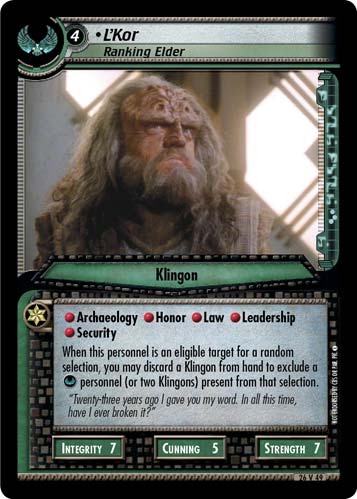 4 •L'Kor
Ranking Elder
Klingon
Archaeology Honor Law Leadership
Security
When this personnel is an eligible target for a random
selection, you may discard a Klingon from hand to exclude a
personnel (or two Klingons) present from that selection.
"Twenty-three years ago I gave you my word. In all this time,
have I ever broken it?"
INTEGRITY 7 CUNNING 5 STRENGTH 7
76 V 49